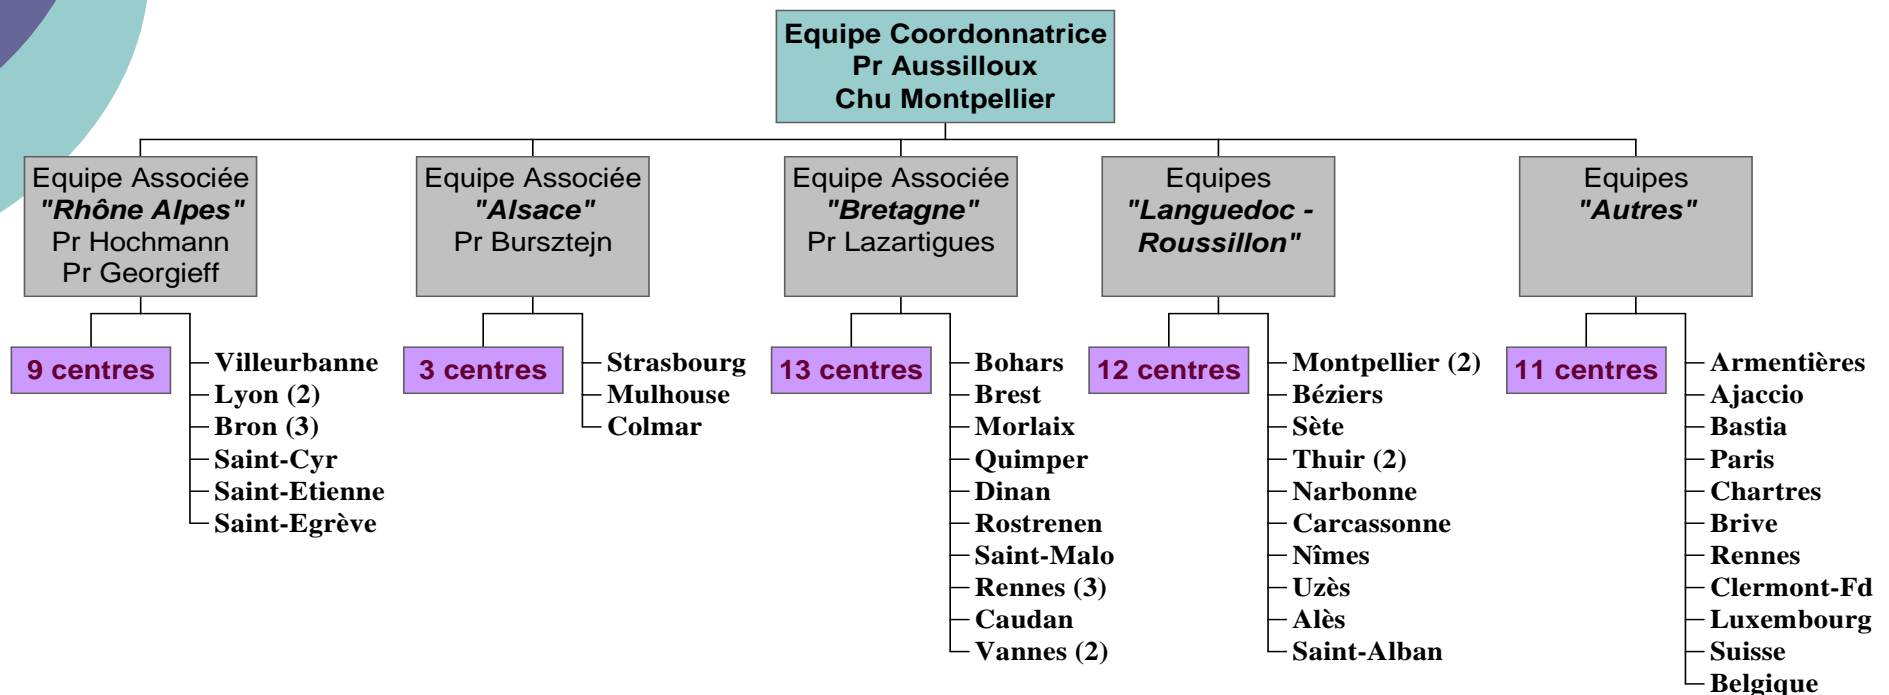 Equipe Coordonnatrice
Pr Aussilloux
Chu Montpellier
Equipe Associée
"Rhône Alpes"
Pr Hochmann
Pr Georgieff
9 centres
Villeurbanne
Lyon (2)
Bron (3)
Saint-Cyr
Saint-Etienne
Saint-Egrève
Equipe Associée
"Alsace"
Pr Bursztejn
3 centres
Strasbourg
Mulhouse
Colmar
Equipe Associée
"Bretagne"
Pr Lazartigues
13 centres
Bohars
Brest
Morlaix
Quimper
Dinan
Rostrenen
Saint-Malo
Rennes (3)
Caudan
Vannes (2)
Equipes
"Languedoc -
Roussillon"
12 centres
Montpellier (2)
Béziers
Sète
Thuir (2)
Narbonne
Carcassonne
Nîmes
Uzès
Alès
Saint-Alban
Equipes
"Autres"
11 centres
Armentières
Ajaccio
Bastia
Paris
Chartres
Brive
Rennes
Clermont-Fd
Luxembourg
Suisse
Belgique